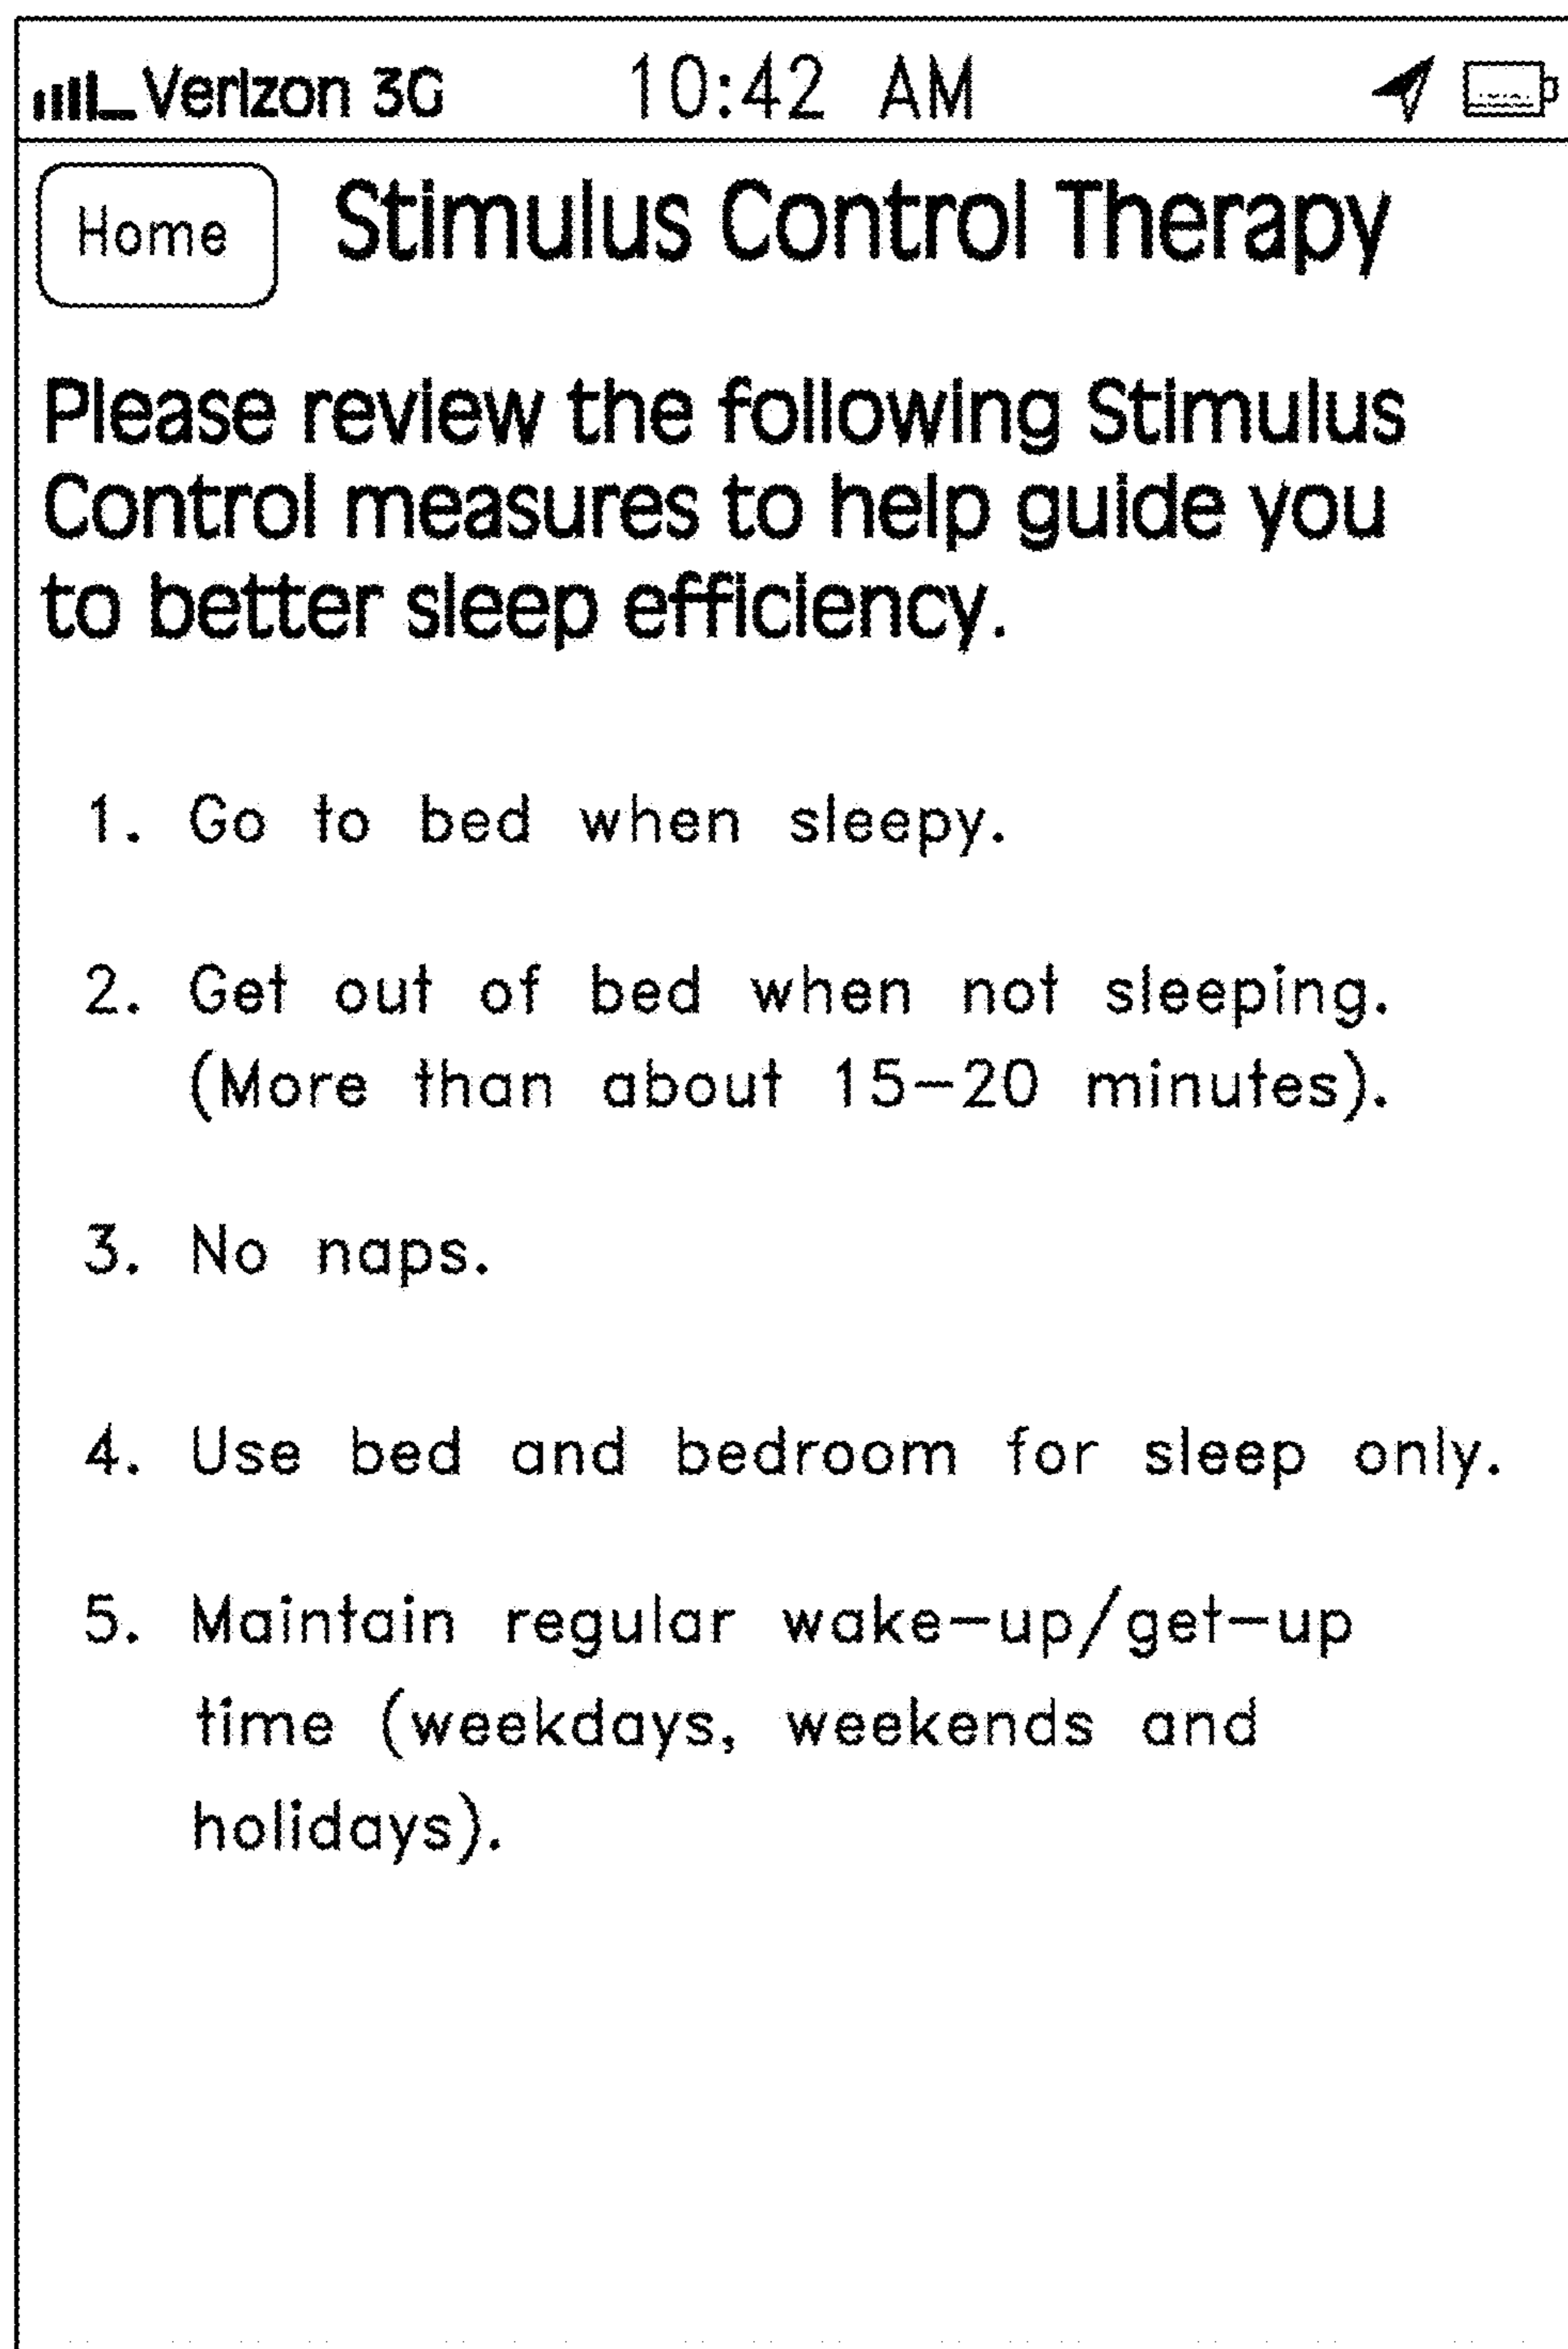 Verizon 3G 10:42 AM
Home Stimulus Control Therapy
Please review the following Stimulus
Control measures to help guide you
to better sleep efficiency.
1. Go to bed when sleepy.
2. Get out of bed when not sleeping.
(More than about 15-20 minutes).
3. No naps.
4. Use bed and bedroom for sleep only.
5. Maintain regular wake-up/get-up
time (weekdays, weekends and
holidays).